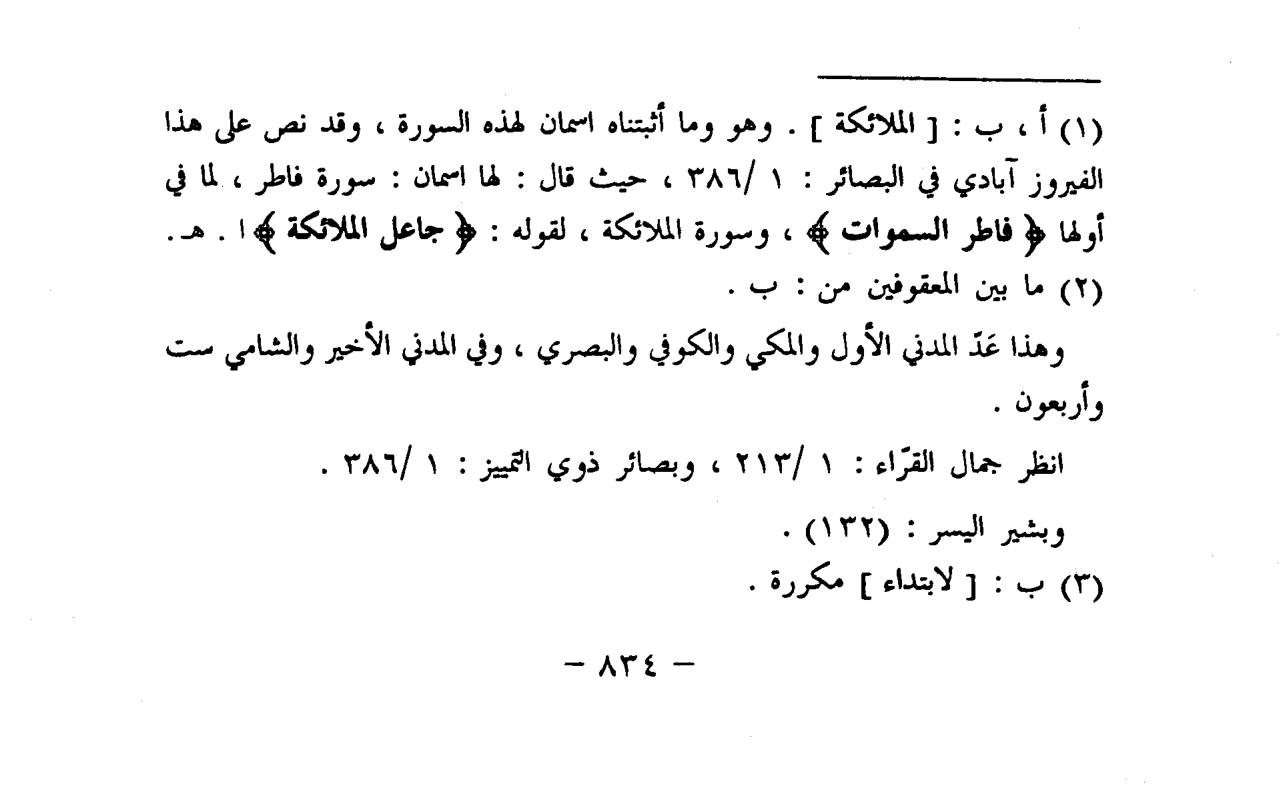 (١) أ ، ب : [ الملائكة ] . وهو وما أثبتناه اسمان لهذه السورة ، وقد نص على هذا
الفيروز آبادي في البصائر : ١ /٣٨٦ ، حيث قال : لها اسمان : سورة فاطر ، لما في
أولها ﴿ فاطر السموات ﴾ ، وسورة الملائكة ، لقوله : ﴿ جاعل الملائكة ﴾ ا . هـ .
(٢) ما بين المعقوفين من : ب .
وهذا عَدّ المدني الأول والمكي والكوفي والبصري ، وفي المدني الأخير والشامي ست
وأربعون .
انظر جمال القرّاء : ١ /٢١٣ ، وبصائر ذوي التمييز : ١ /٣٨٦ .
وبشير اليسر : (١٣٢) .
(٣) ب : [ لابتداء ] مكررة .
– ٨٣٤ –